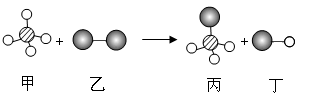 + +
甲 乙 丙 丁